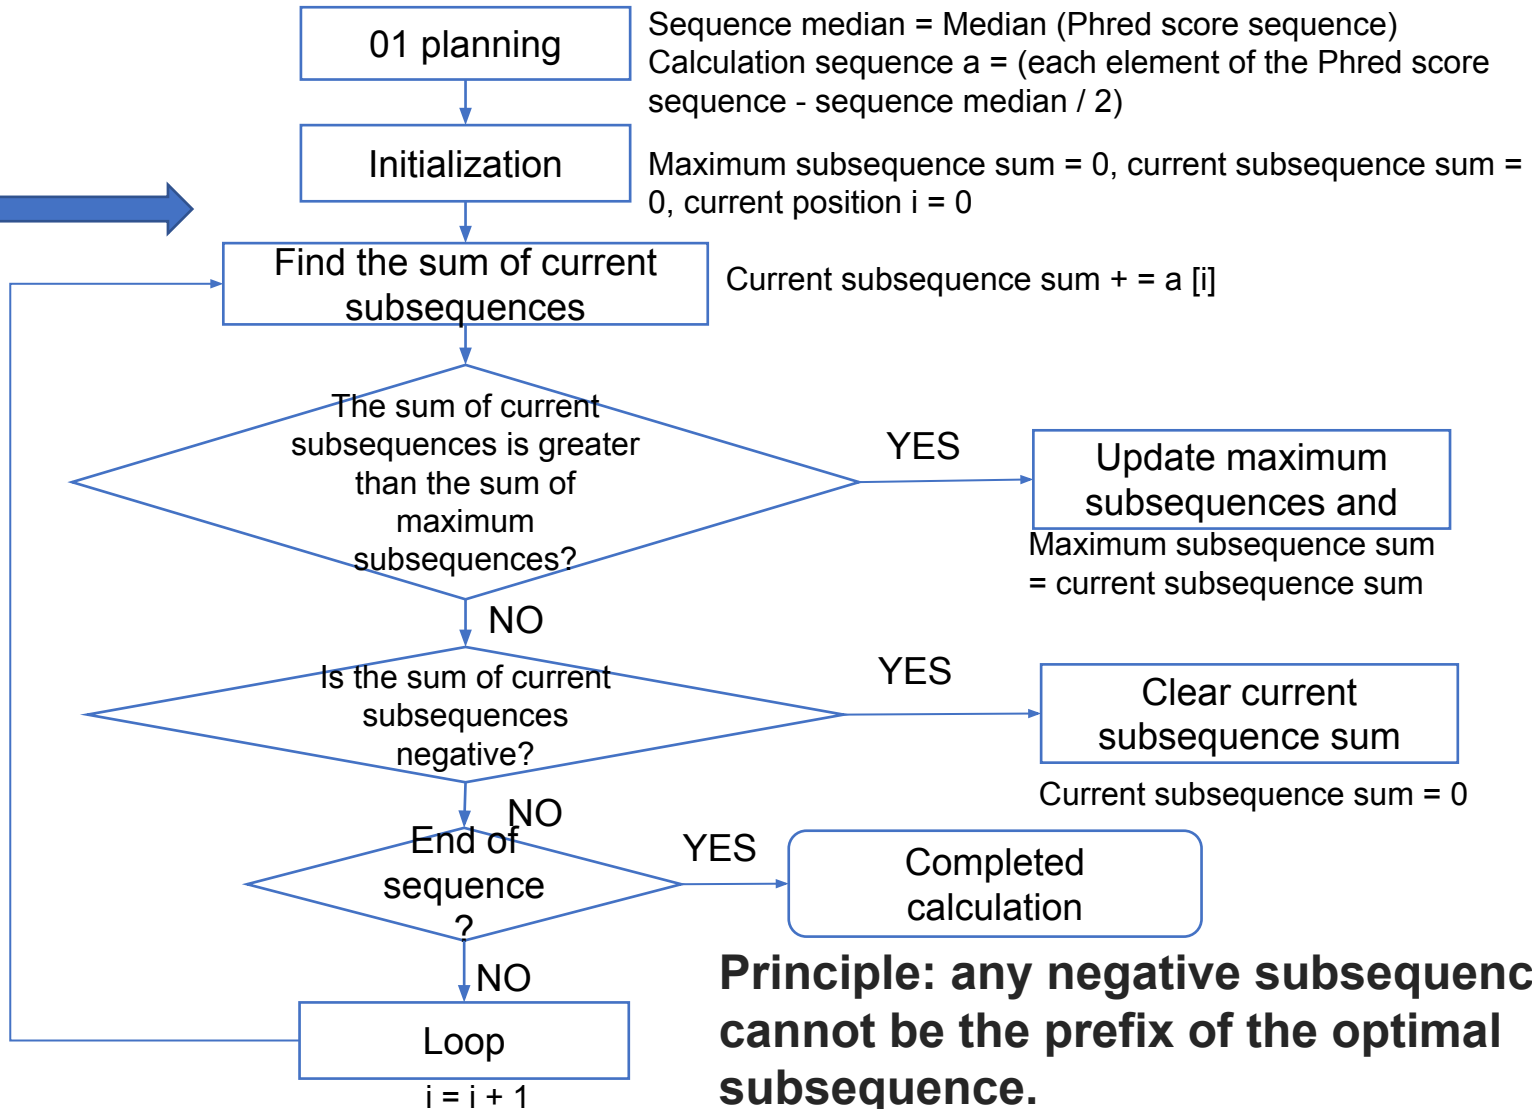 01 planning
Sequence median = Median (Phred score sequence)
Calculation sequence a = (each element of the Phred score
sequence - sequence median / 2)
Initialization
Maximum subsequence sum = 0, current subsequence sum =
0, current position i = 0
Find the sum of current
subsequences
Current subsequence sum + = a [i]
The sum of current
subsequences is greater
than the sum of
maximum
subsequences?
YES
Update maximum
subsequences and
Maximum subsequence sum
= current subsequence sum
NO
Is the sum of current
subsequences
negative?
YES
Clear current
subsequence sum
Current subsequence sum = 0
NO
End of
sequence
?
YES
Completed
calculation
NO
Loop
i = i + 1
Principle: any negative subsequenc
cannot be the prefix of the optimal
subsequence.